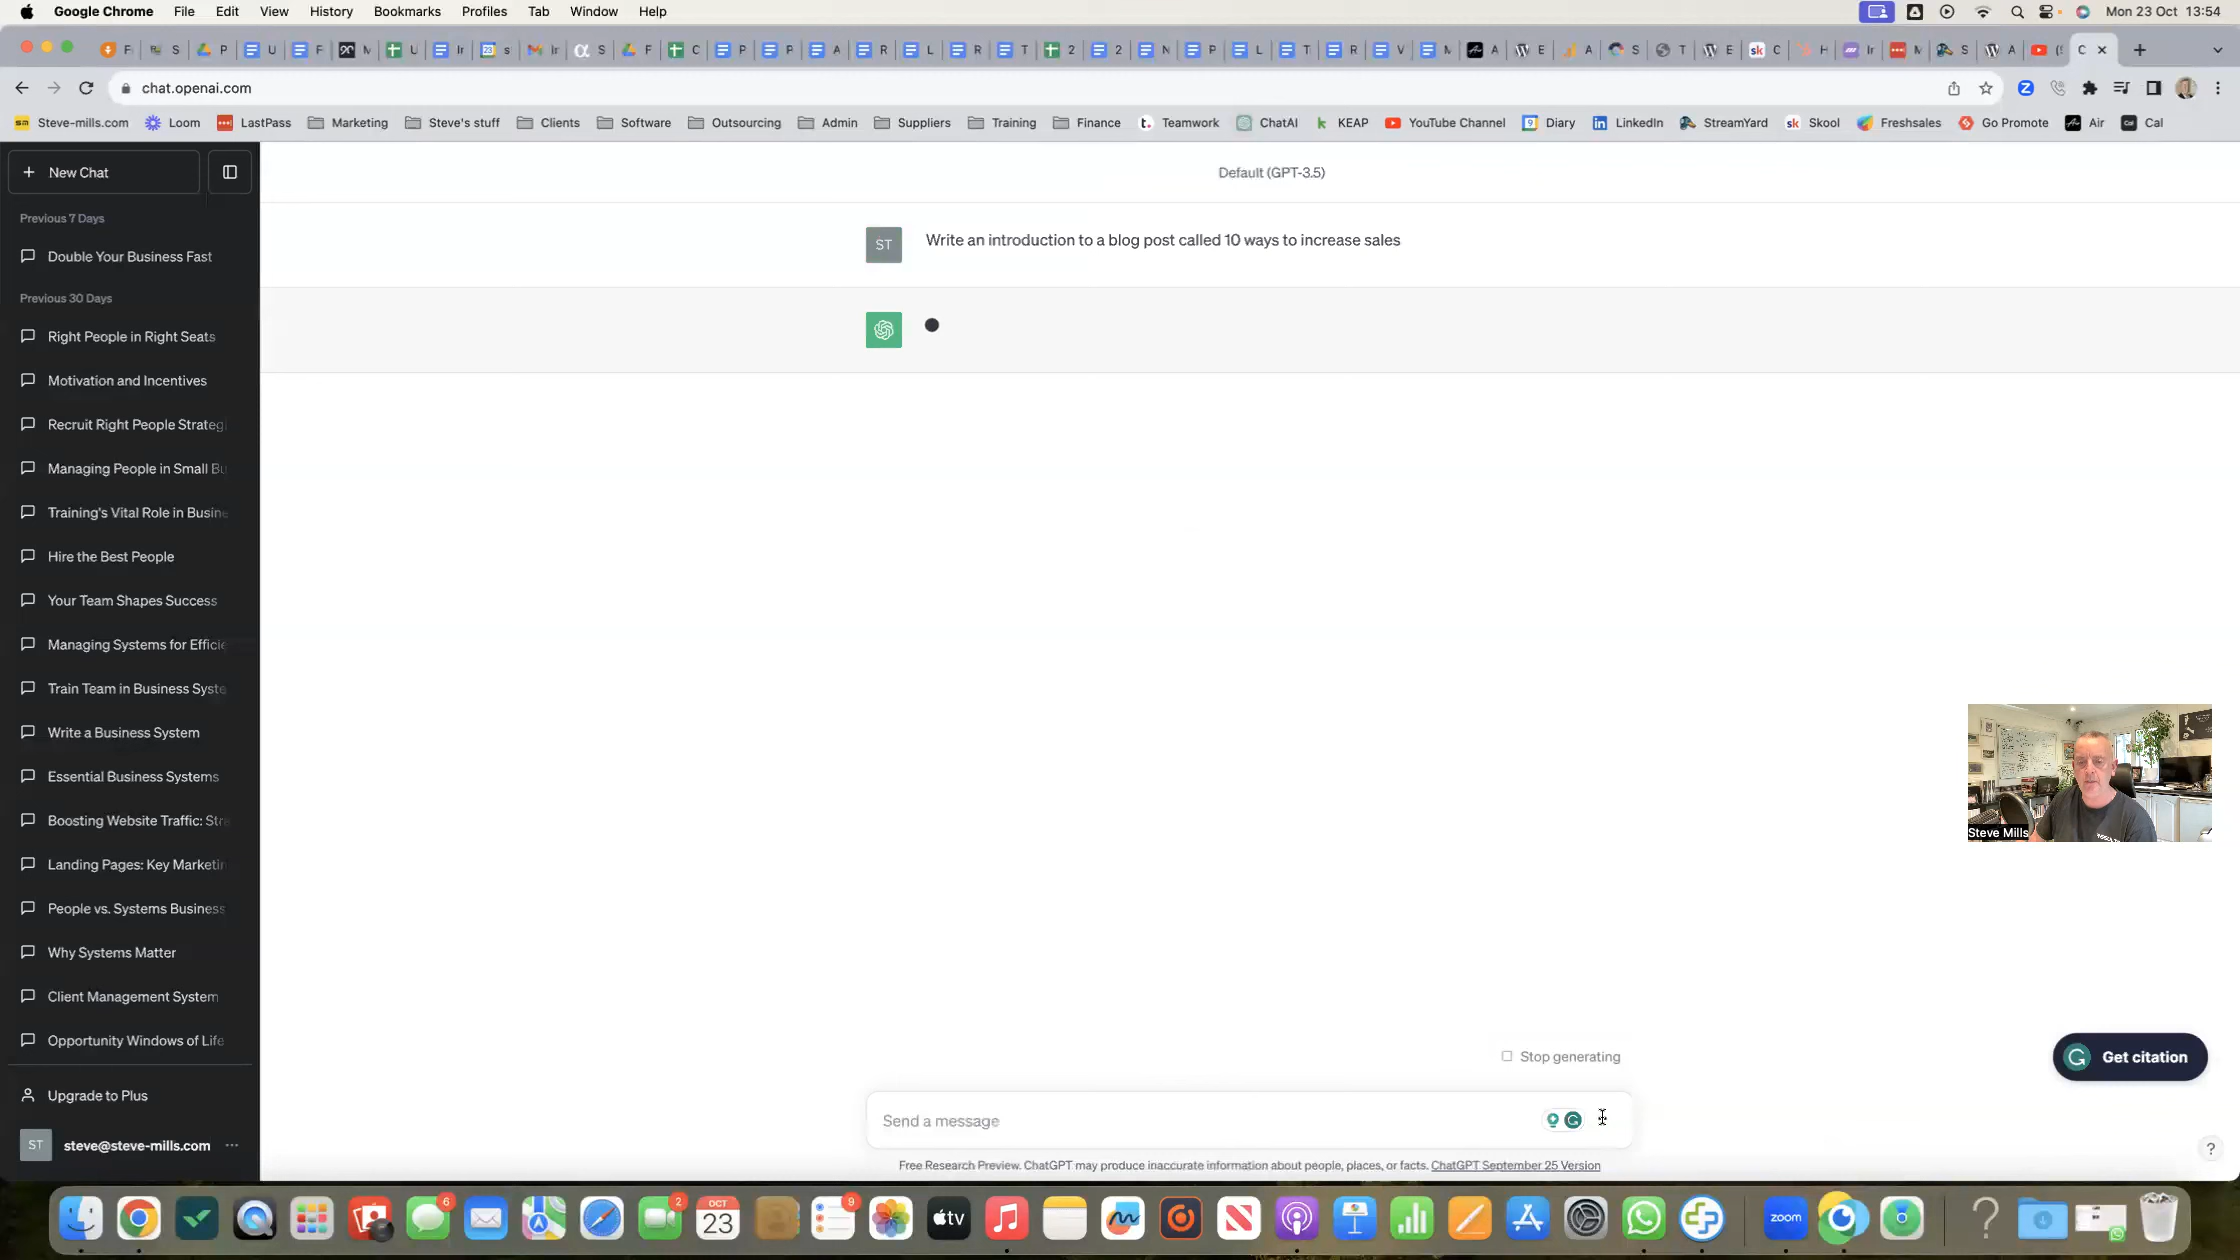 Google Chrome File Edit View History Bookmarks Profiles Tab Window Help Mon 23 Oct 13:54
chat.openai.com
Steve-mills.com Loom LastPass Marketing Steve's stuff Clients Software Outsourcing Admin Suppliers Training Finance Teamwork ChatAI KEAP YouTube Channel Diary LinkedIn StreamYard Skool Freshsales Go Promote Air Cal
New Chat
Default (GPT-3.5)
Previous 7 Days
Double Your Business Fast
Previous 30 Days
Right People in Right Seats
Motivation and Incentives
Recruit Right People Strateg
Managing People in Small Bu
Training's Vital Role in Busine
Hire the Best People
Your Team Shapes Success
Managing Systems for Efficie
Train Team in Business Syste
Write a Business System
Essential Business Systems
Boosting Website Traffic: Str
Landing Pages: Key Marketin
People vs. Systems Business
Why Systems Matter
Client Management System
Opportunity Windows of Life
Upgrade to Plus
ST steve@steve-mills.com
ST Write an introduction to a blog post called 10 ways to increase sales
Steve Mills
Stop generating
Get citation
Send a message
Free Research Preview. ChatGPT may produce inaccurate information about people, places, or facts. ChatGPT September 25 Version
?
6 2 OCT 23 9 tv zoom